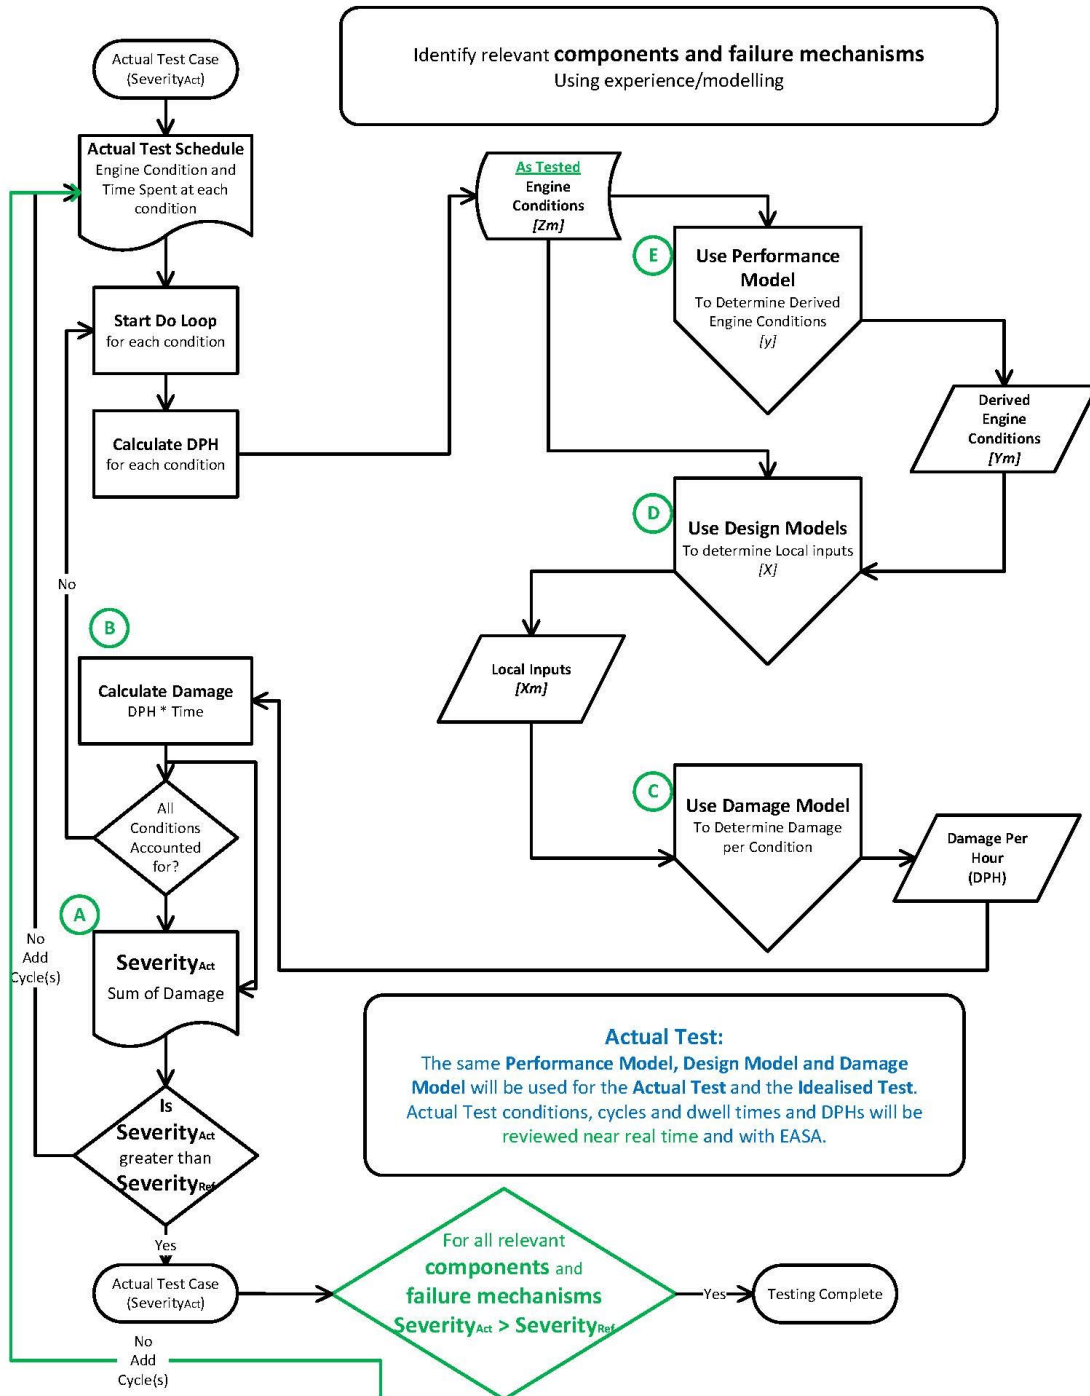 Identify relevant components and failure mechanisms
Using experience/modelling
Actual Test Case
(SeverityAct)
Actual Test Schedule
Engine Condition and
Time Spent at each
condition
Start Do Loop
for each condition
Calculate DPH
for each condition
As Tested
Engine
Conditions
[Zm]
E
Use Performance
Model
To Determine Derived
Engine Conditions
[y]
Derived
Engine
Conditions
[Ym]
D
Use Design Models
To determine Local inputs
[X]
Local Inputs
[Xm]
C
Use Damage Model
To Determine Damage
per Condition
Damage Per
Hour
(DPH)
No
B
Calculate Damage
DPH * Time
All
Conditions
Accounted
for?
A
SeverityAct
Sum of Damage
No
Add
Cycle(s)
Is
SeverityAct
greater than
SeverityRef
Yes
Actual Test:
The same Performance Model, Design Model and Damage
Model will be used for the Actual Test and the Idealised Test.
Actual Test conditions, cycles and dwell times and DPHs will be
reviewed near real time and with EASA.
Actual Test Case
(SeverityAct)
For all relevant
components and
failure mechanisms
SeverityAct > SeverityRef
Yes
Testing Complete
No
Add
Cycle(s)